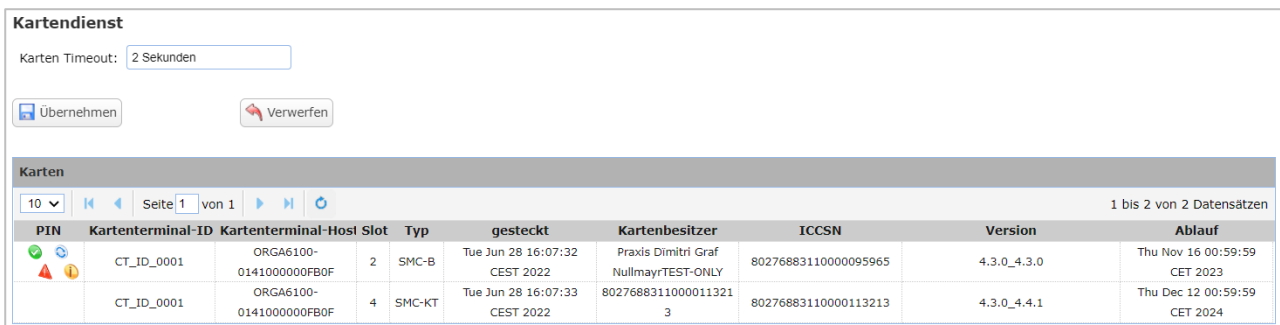 Kartendienst
Karten Timeout: 2 Sekunden
Übernehmen Verwerfen
Karten
10 Seite 1 von 1 1 bis 2 von 2 Datensätzen
PIN Kartenterminal-ID Kartenterminal-Host Slot Typ gesteckt Kartenbesitzer ICCSN Version Ablauf
CT_ID_0001 ORGA6100-0141000000FB0F 2 SMC-B Tue Jun 28 16:07:32 CEST 2022 Praxis Dïmitri Graf NullmayrTEST-ONLY 80276883110000095965 4.3.0_4.3.0 Thu Nov 16 00:59:59 CET 2023
CT_ID_0001 ORGA6100-0141000000FB0F 4 SMC-KT Tue Jun 28 16:07:33 CEST 2022 80276883110000113213 80276883110000113213 4.3.0_4.4.1 Thu Dec 12 00:59:59 CET 2024